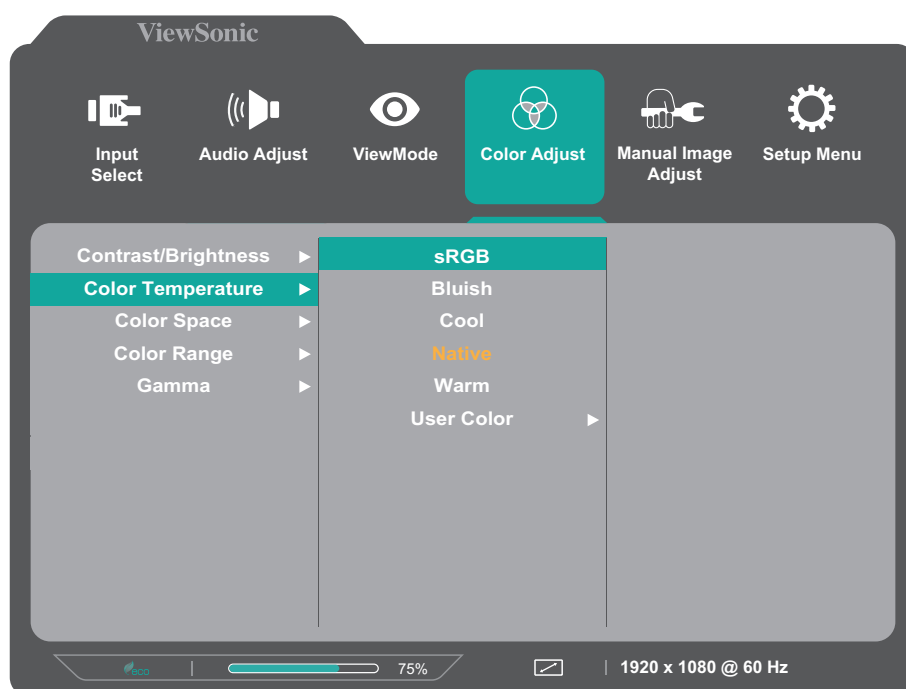 ViewSonic
Input
Select
Audio Adjust
ViewMode
Color Adjust
Manual Image
Adjust
Setup Menu
Contrast/Brightness
Color Temperature
Color Space
Color Range
Gamma
sRGB
Bluish
Cool
Native
Warm
User Color
eco
75%
1920 x 1080 @ 60 Hz